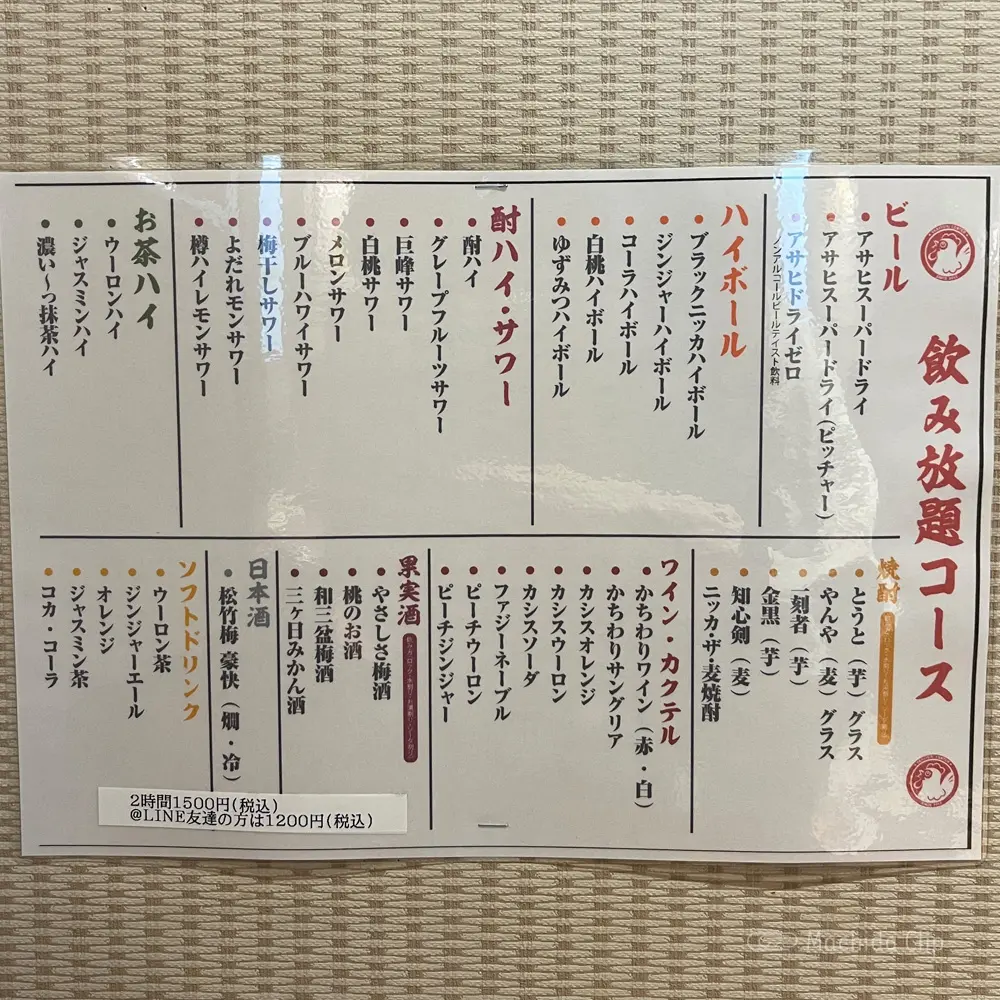 飲み放題コース
ビール
・アサヒスーパードライ
・アサヒスーパードライ(ピッチャー)
・アサヒドライゼロ
ノンアルコールビールテイスト飲料
ハイボール
・ブラックニッカハイボール
・ジンジャーハイボール
・コーラハイボール
・白桃ハイボール
・ゆずみつハイボール
酎ハイ・サワー
・酎ハイ
・グレープフルーツサワー
・巨峰サワー
・白桃サワー
・メロンサワー
・ブルーハワイサワー
・梅干しサワー
・よだれモンサワー
・樽ハイレモンサワー
お茶ハイ
・ウーロンハイ
・ジャスミンハイ
・濃い〜っ抹茶ハイ
焼酎
・とうと(芋)グラス
・やんや(麦)グラス
・一刻者(芋)
・金黒(芋)
・知心剣(麦)
・ニッカ・ザ・麦焼酎
ワイン・カクテル
・かちわりワイン(赤・白)
・かちわりサングリア
・カシスオレンジ
・カシスウーロン
・カシスソーダ
・ファジーネーブル
・ピーチウーロン
・ピーチジンジャー
果実酒
・やさしさ梅酒
・桃のお酒
・和三盆梅酒
・三ヶ日みかん酒
日本酒
・松竹梅 豪快(燗・冷)
ソフトドリンク
・ウーロン茶
・ジンジャーエール
・オレンジ
・ジャスミン茶
・コカ・コーラ
2時間1500円(税込)
@LINE友達の方は1200円(税込)
Machida Clip